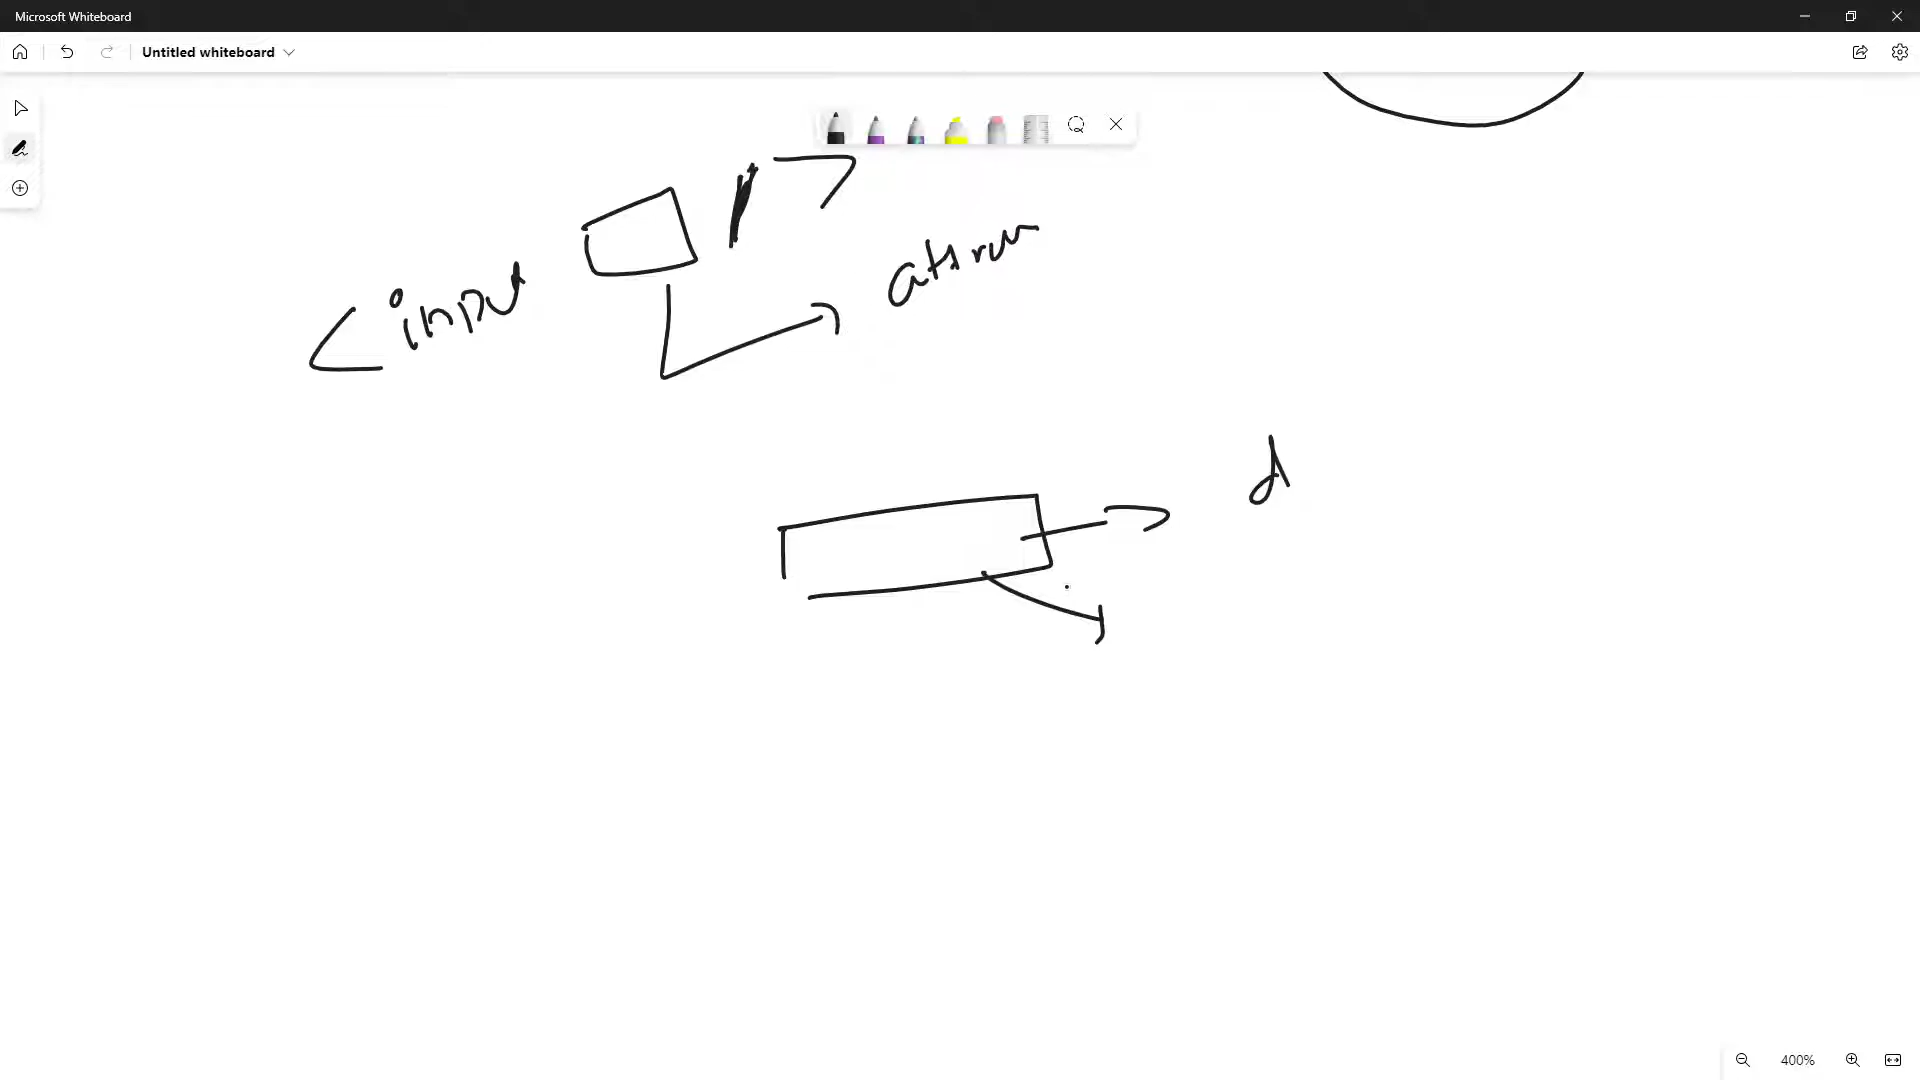 Microsoft Whiteboard
Untitled whiteboard
< input
d
400%